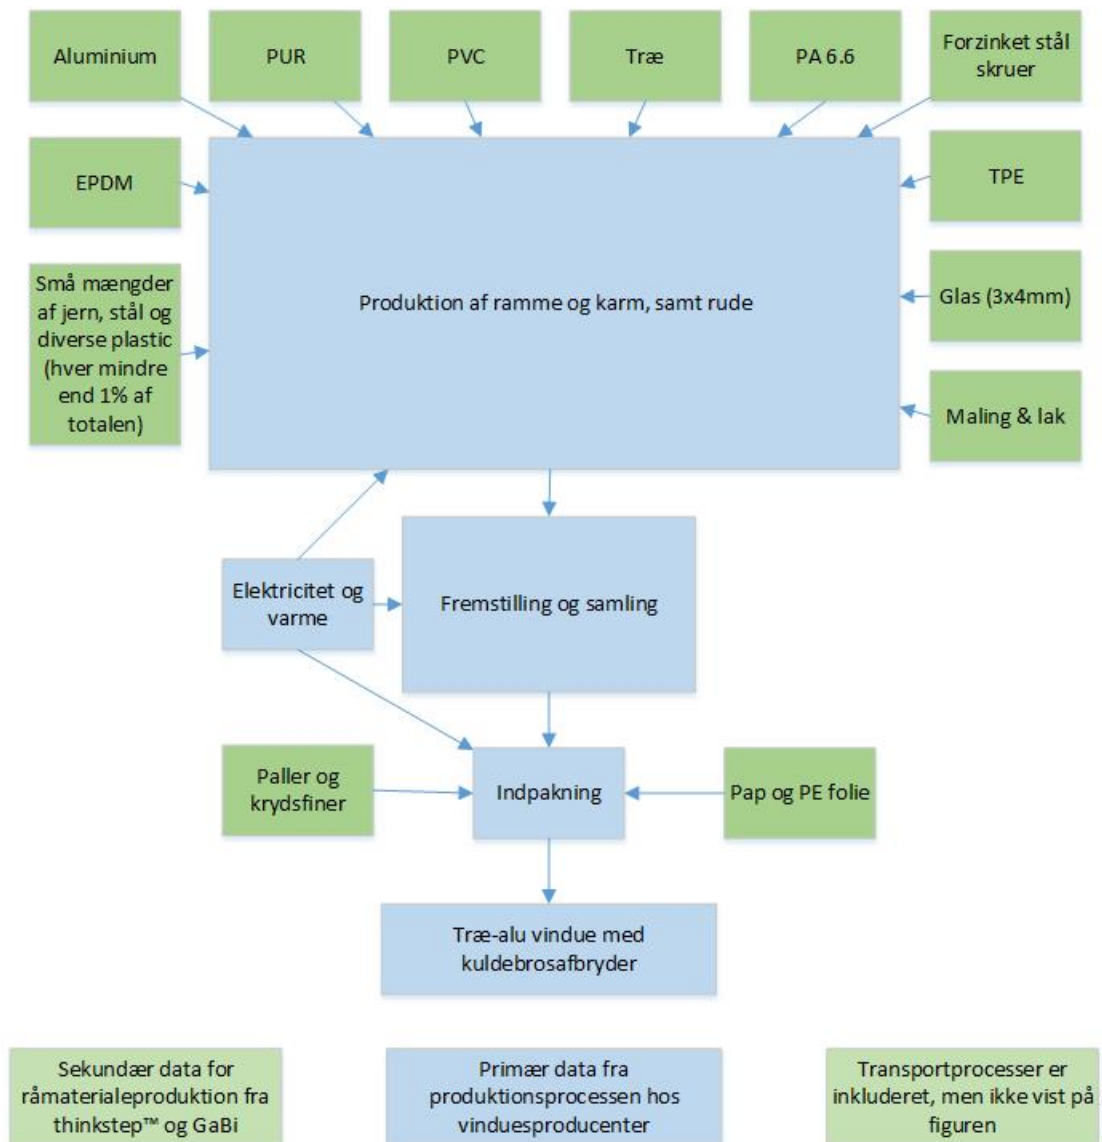 Aluminium
PUR
PVC
Træ
PA 6.6
Forzinket stål
skruer
EPDM
TPE
Små mængder
af jern, stål og
diverse plastic
(hver mindre
end 1% af
totalen)
Produktion af ramme og karm, samt rude
Glas (3x4mm)
Maling & lak
Elektricitet og
varme
Fremstilling og samling
Paller og
krydsfiner
Indpakning
Pap og PE folie
Træ-alu vindue med
kuldebrosafbryder
Sekundær data for
råmaterialeproduktion fra
thinkstep™ og GaBi
Primær data fra
produktionsprocessen hos
vinduesproducenter
Transportprocesser er
inkluderet, men ikke vist på
figuren